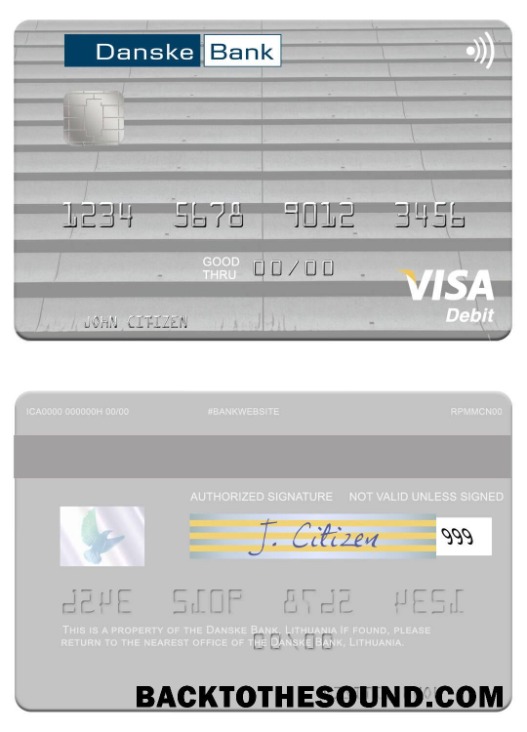 Danske Bank
1234 5678 9012 3456
GOOD THRU 00/00
VISA
Debit
JOHN CITIZEN
ICA0000 000000H 00/00 #BANKWEBSITE RPMMCN00
AUTHORIZED SIGNATURE NOT VALID UNLESS SIGNED
J. Citizen 999
THIS IS A PROPERTY OF THE DANSKE BANK, LITHUANIA IF FOUND, PLEASE
RETURN TO THE NEAREST OFFICE OF THE DANSKE BANK, LITHUANIA.
BACKTOTHESOUND.COM